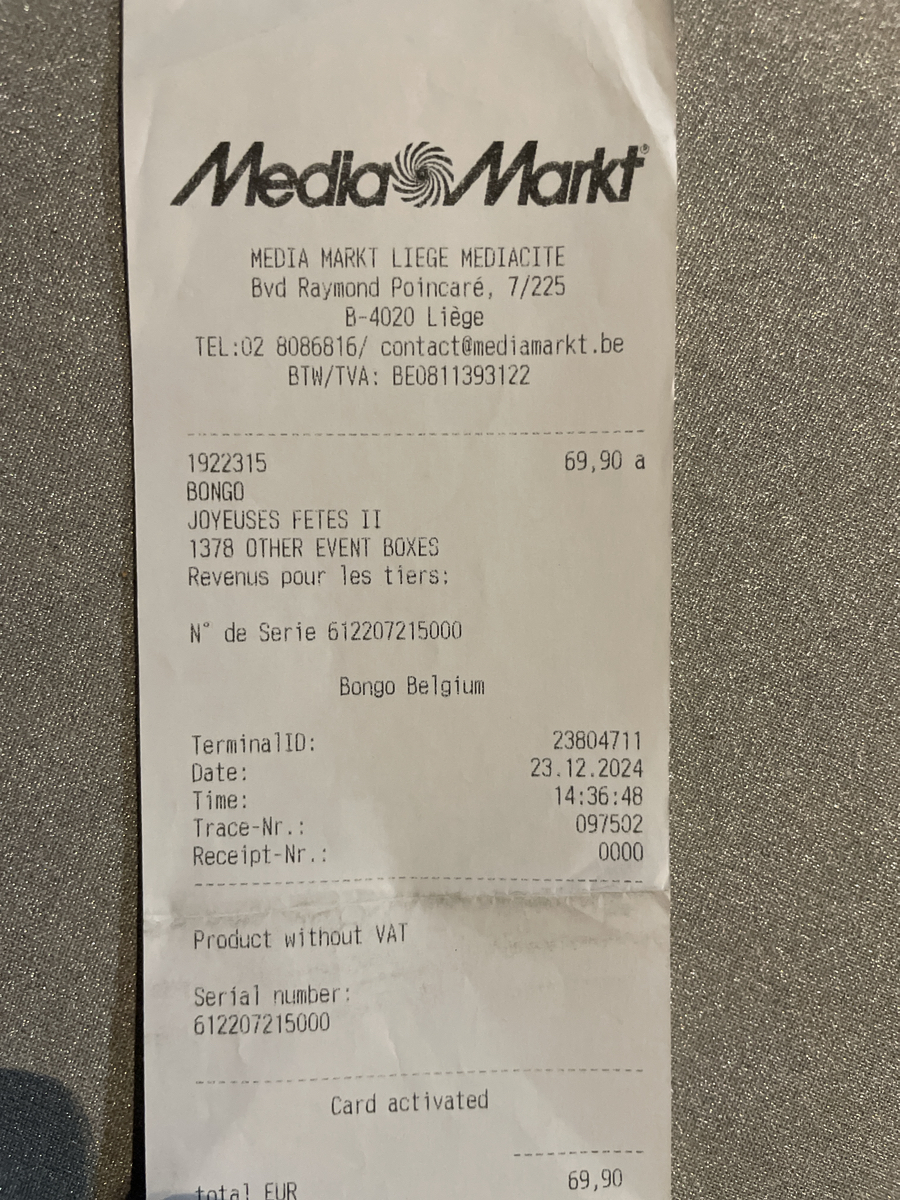 Media Markt®
MEDIA MARKT LIEGE MEDIACITE
Bvd Raymond Poincaré, 7/225
B-4020 Liège
TEL:02 8086816/ contact@mediamarkt.be
BTW/TVA: BE0811393122
1922315 69,90 a
BONGO
JOYEUSES FETES II
1378 OTHER EVENT BOXES
Revenus pour les tiers:
N° de Serie 612207215000
Bongo Belgium
TerminalID: 23804711
Date: 23.12.2024
Time: 14:36:48
Trace-Nr.: 097502
Receipt-Nr.: 0000
Product without VAT
Serial number:
612207215000
Card activated
total EUR 69,90